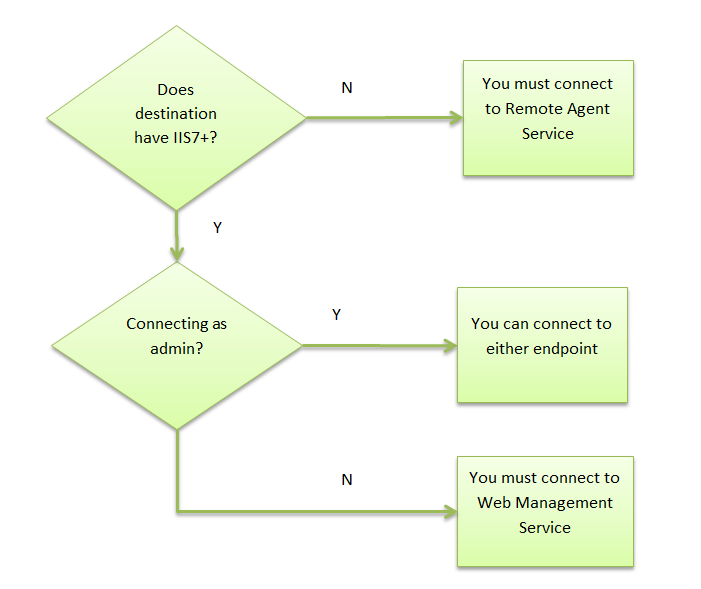 Does
destination
have IIS7+?
N
You must connect
to Remote Agent
Service
Y
Connecting as
admin?
Y
You can connect to
either endpoint
N
You must connect to
Web Management
Service